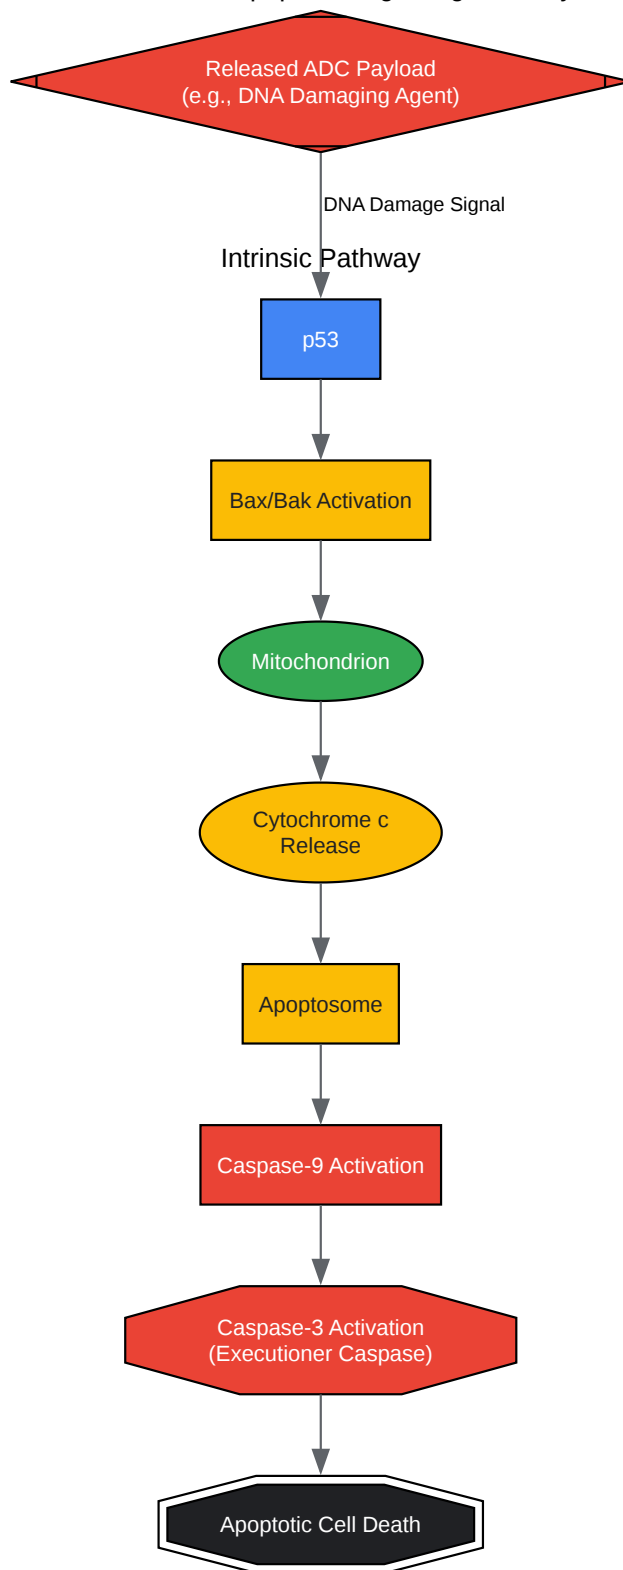 Released ADC Payload
(e.g., DNA Damaging Agent)
DNA Damage Signal
Intrinsic Pathway
p53
Bax/Bak Activation
Mitochondrion
Cytochrome c
Release
Apoptosome
Caspase-9 Activation
Caspase-3 Activation
(Executioner Caspase)
Apoptotic Cell Death